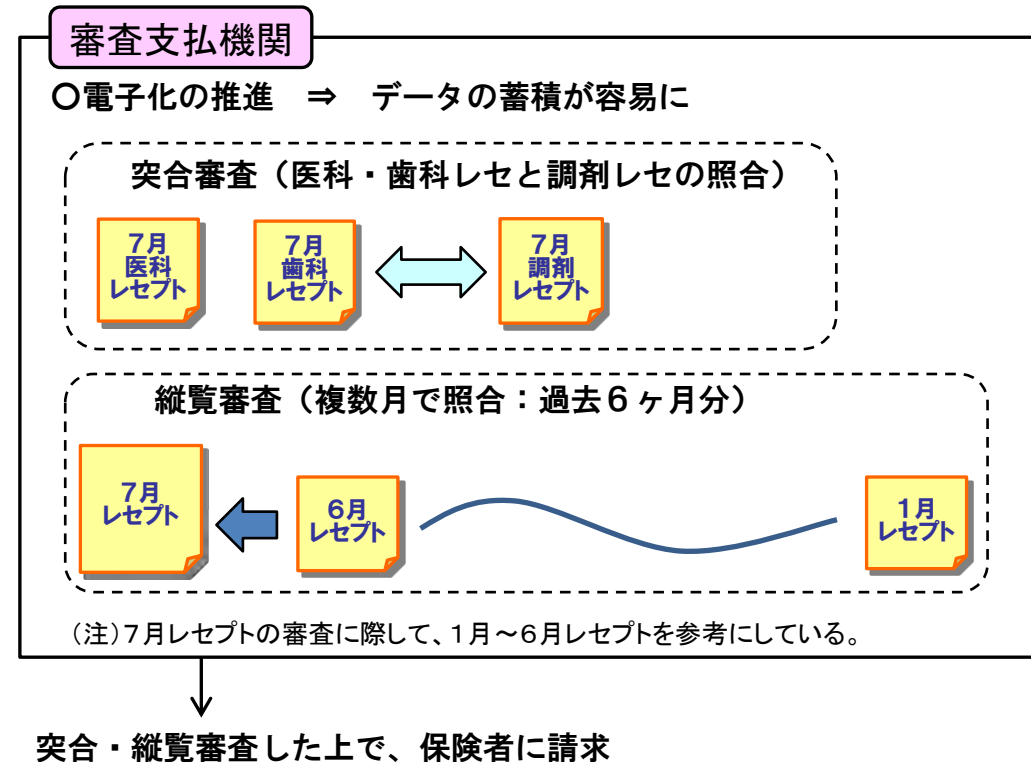 審査支払機関
○電子化の推進　⇒　データの蓄積が容易に
突合審査（医科・歯科レセと調剤レセの照合）
7月
医科
レセプト
7月
歯科
レセプト
7月
調剤
レセプト
縦覧審査（複数月で照合：過去６ヶ月分）
7月
レセプト
6月
レセプト
1月
レセプト
（注）７月レセプトの審査に際して、１月～６月レセプトを参考にしている。
突合・縦覧審査した上で、保険者に請求